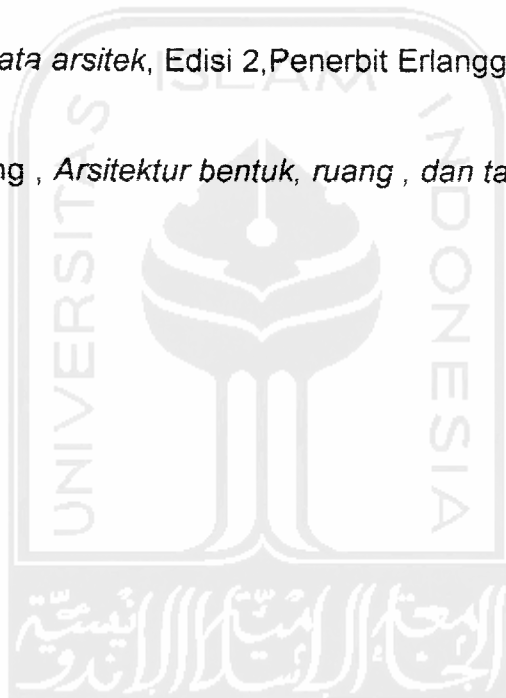 ata arsitek, Edisi 2,Penerbit Erlangg
ng , Arsitektur bentuk, ruang , dan ta
UNIVERSITAS
ISLAM
INDONESIA